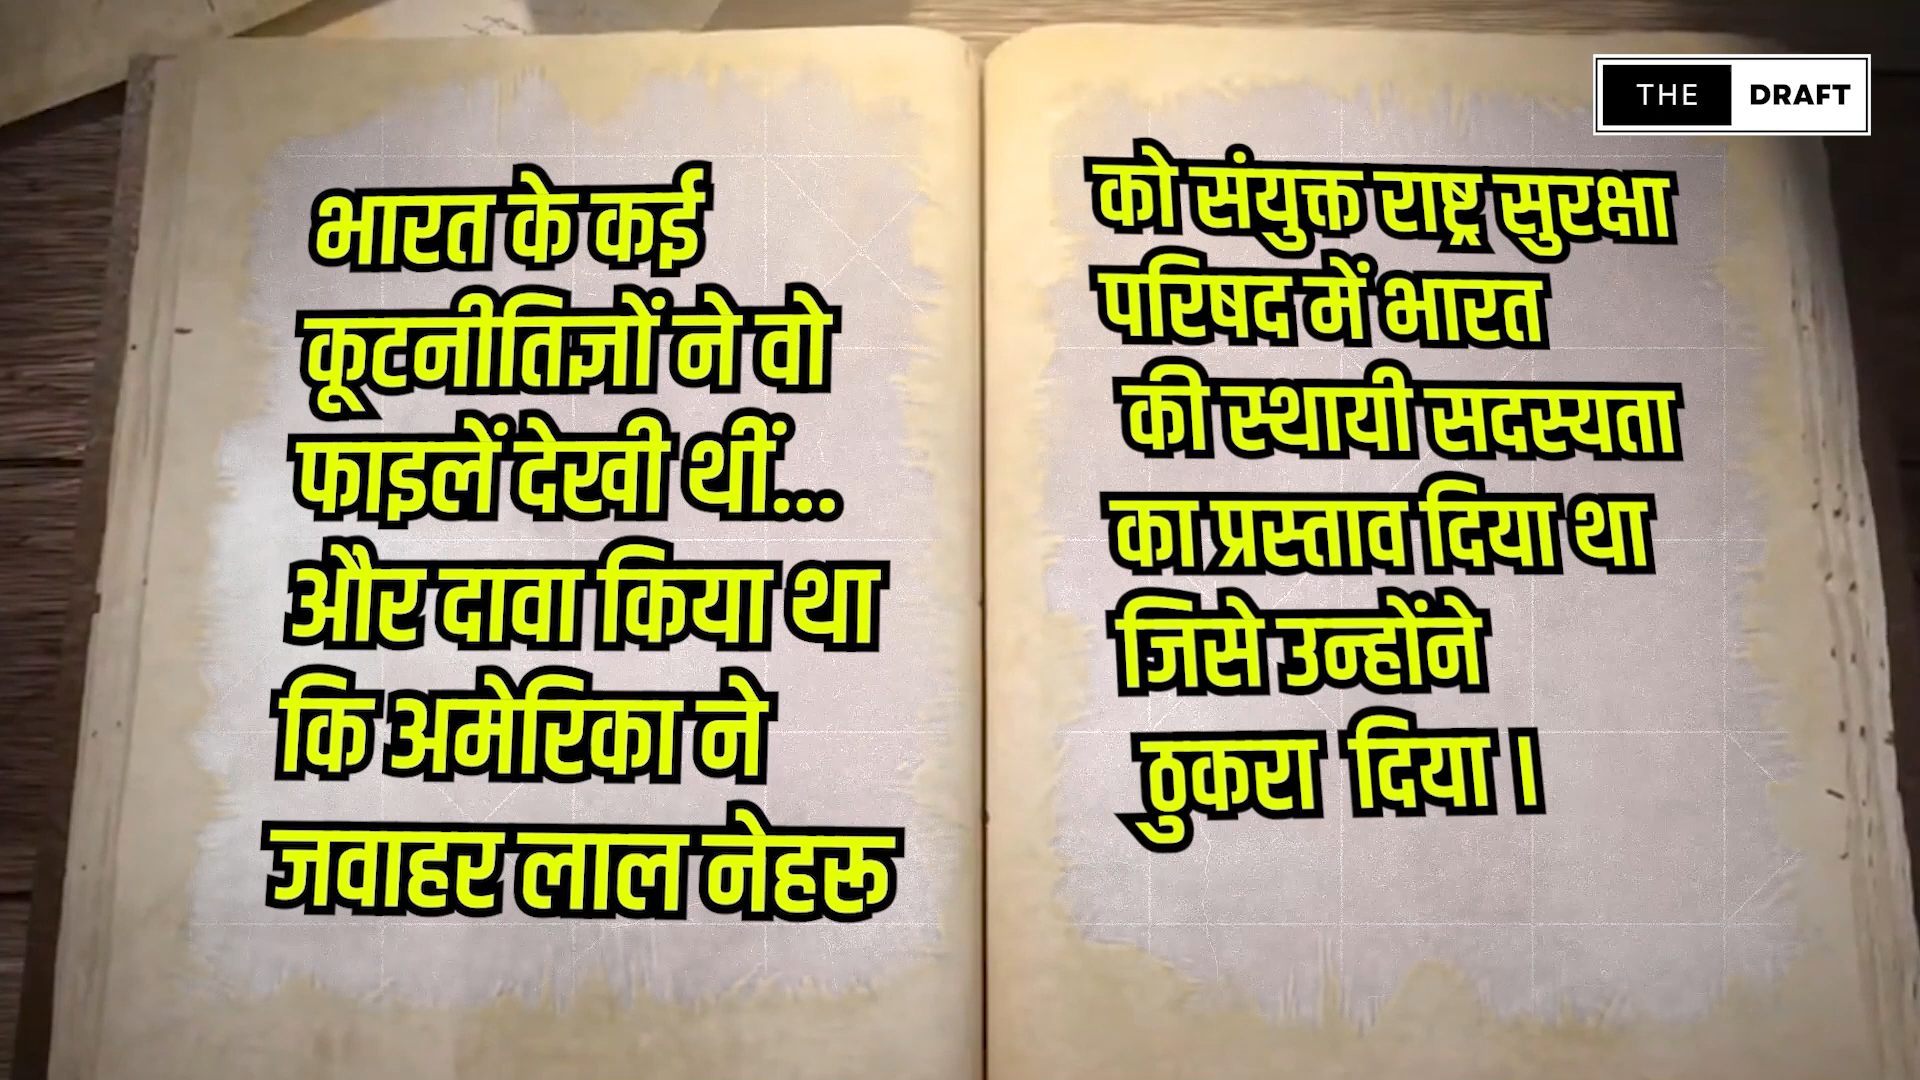 भारत के कई
कूटनीतिज्ञों ने वो
फाइलें देखी थीं...
और दावा किया था
कि अमेरिका ने
जवाहर लाल नेहरू
को संयुक्त राष्ट्र सुरक्षा
परिषद में भारत
की स्थायी सदस्यता
का प्रस्ताव दिया था
जिसे उन्होंने
ठुकरा दिया ।
THE DRAFT